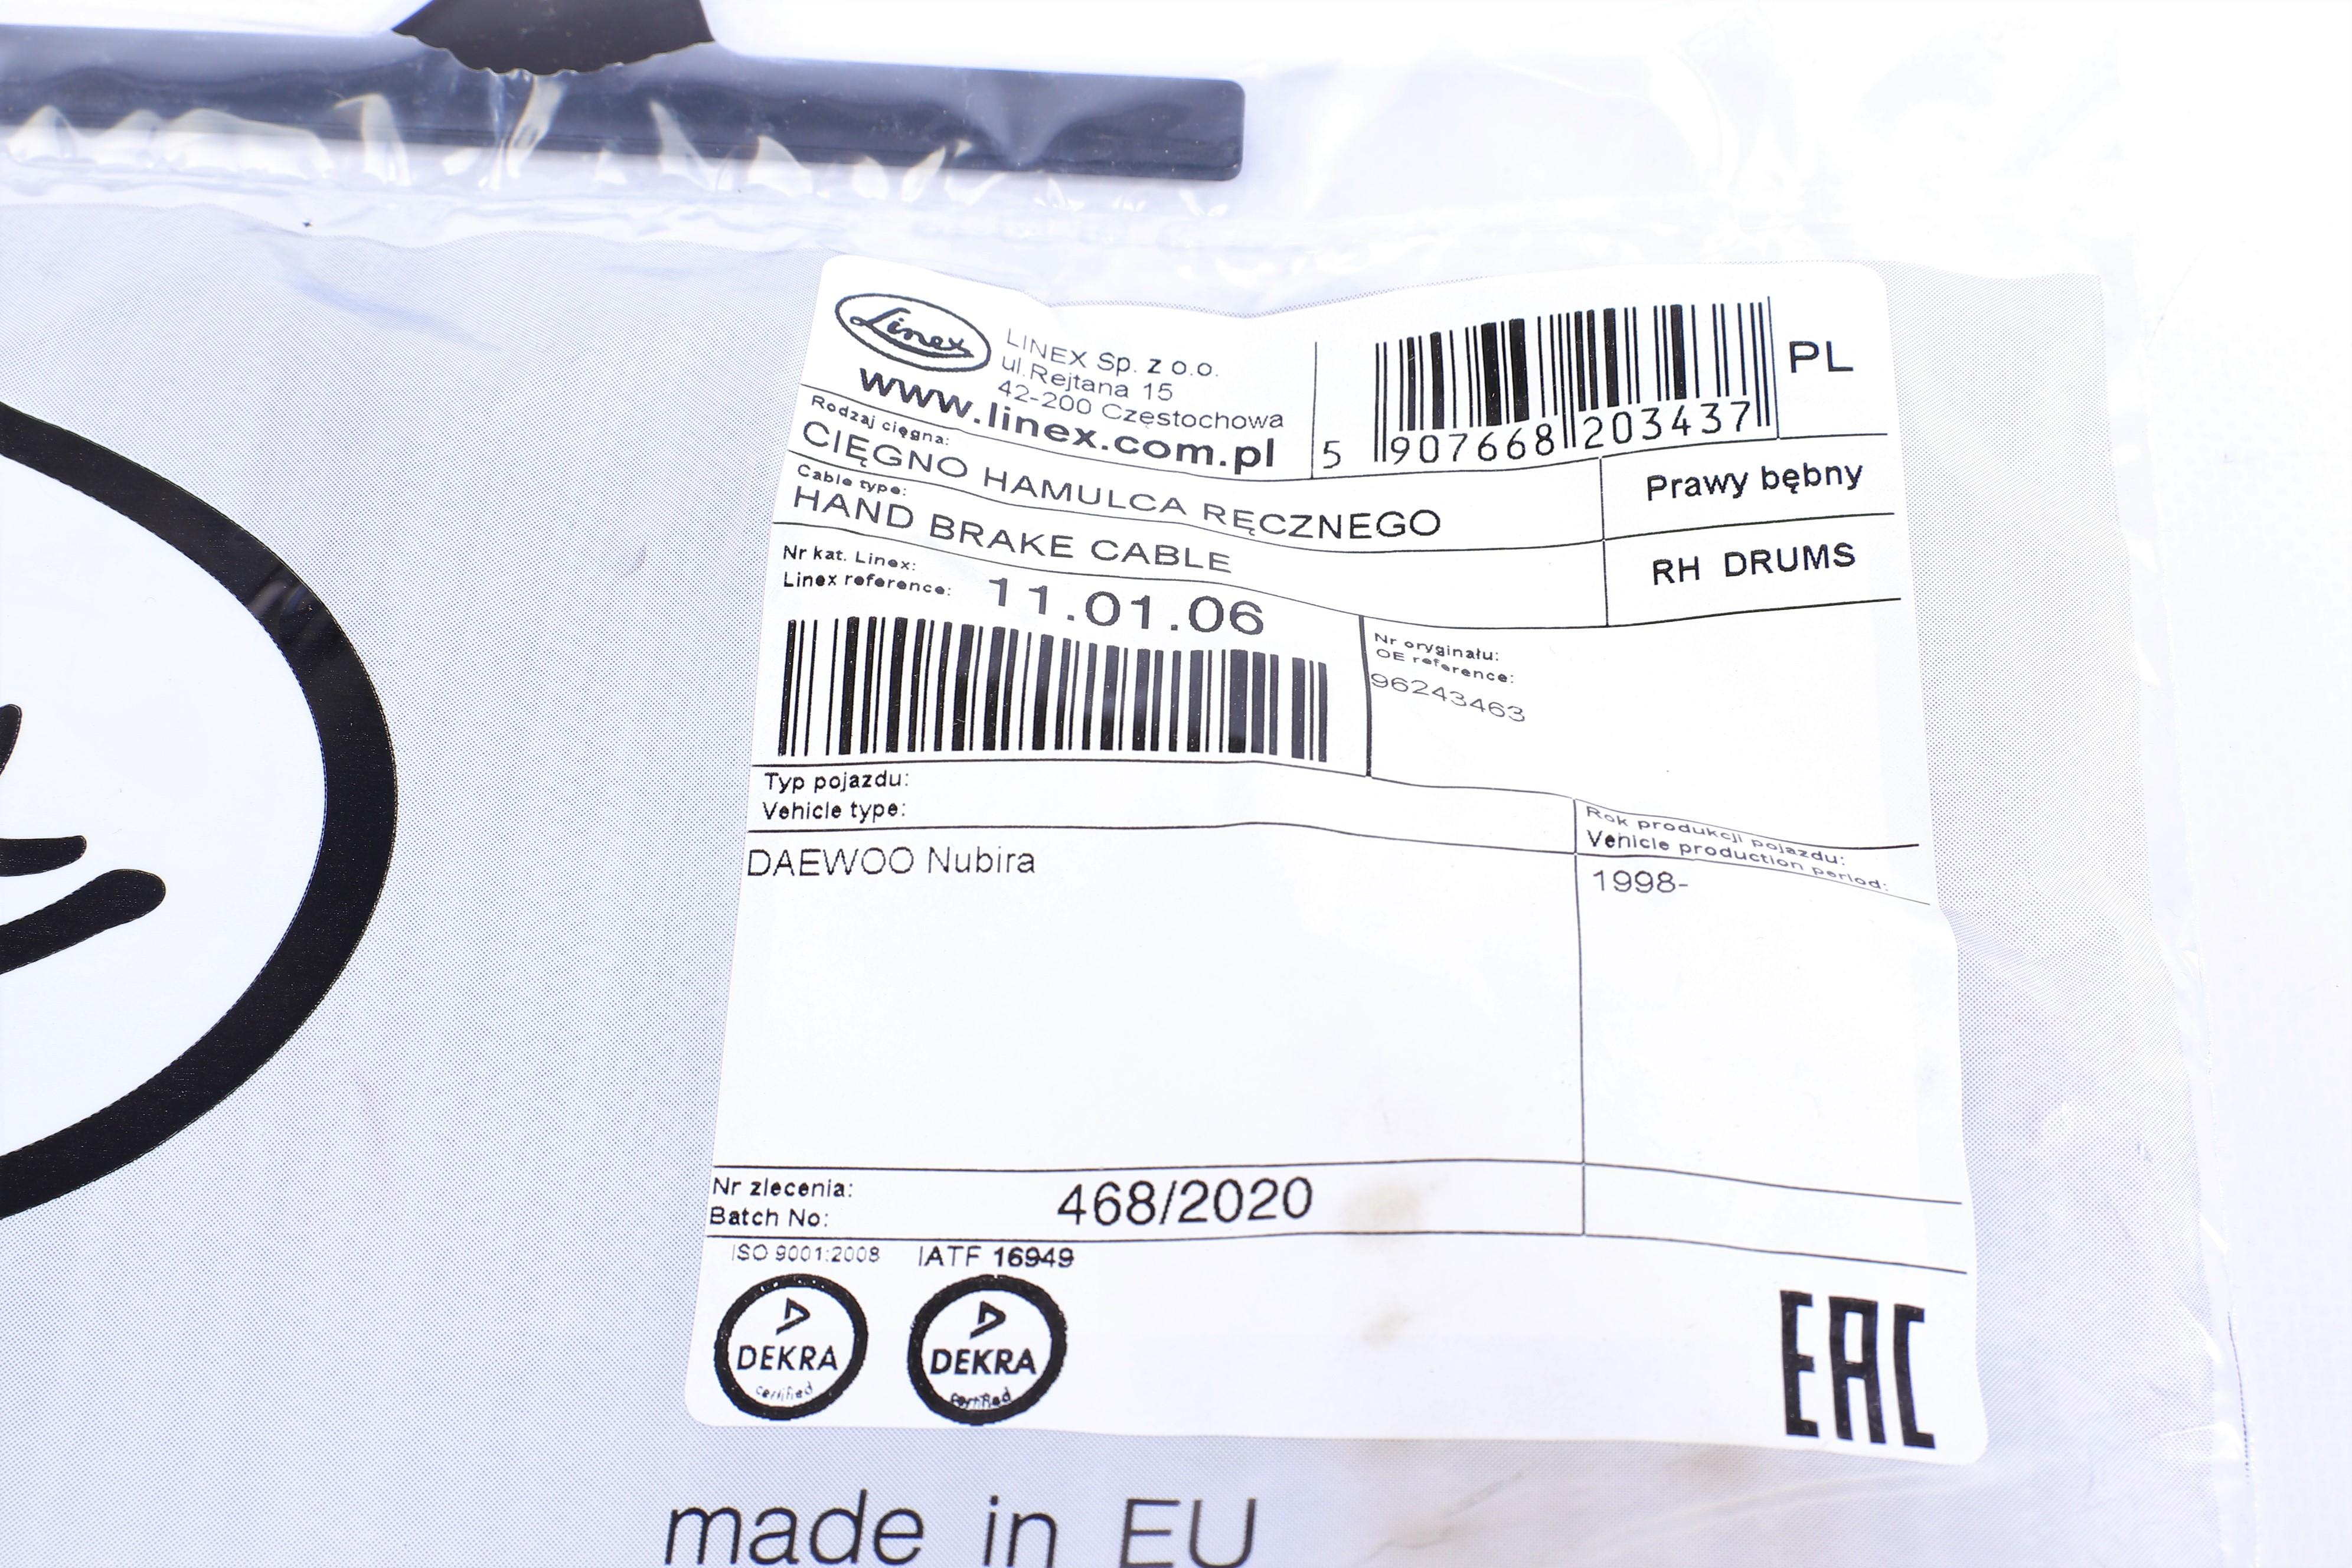 Linex
LINEX Sp. z o.o.
ul.Rejtana 15
42-200 Częstochowa
www.linex.com.pl
5 907668 203437
PL
Rodzaj cięgna:
CIĘGNO HAMULCA RĘCZNEGO
Prawy bębny
Cable type:
HAND BRAKE CABLE
RH DRUMS
Nr kat. Linex:
Linex reference:
11.01.06
Nr oryginału:
OE reference:
96243463
Typ pojazdu:
Vehicle type:
Rok produkcji pojazdu:
Vehicle production period:
DAEWOO Nubira
1998-
Nr zlecenia:
Batch No:
468/2020
ISO 9001:2008
IATF 16949
DEKRA
certified
DEKRA
certified
EAC
made in EU